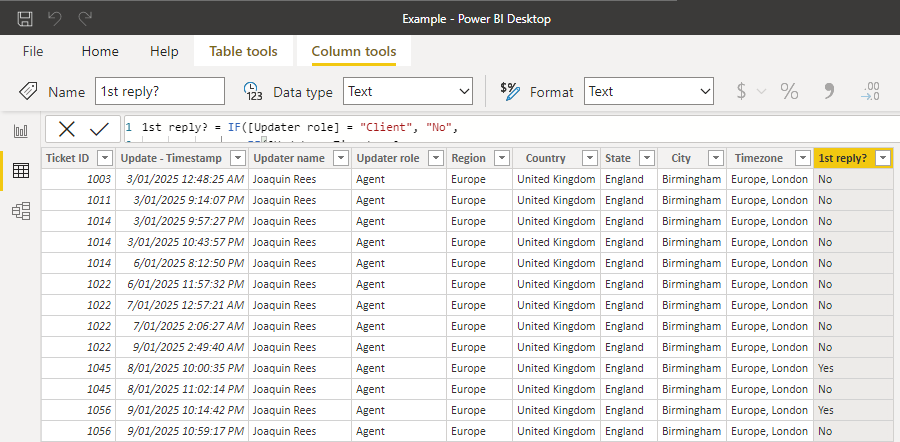 Example - Power BI Desktop
File Home Help Table tools Column tools
Name 1st reply? 123 Data type Text $% Format Text $ % , .00 .0
1 1st reply? = IF([Updater role] = "Client", "No",
Ticket ID Update - Timestamp Updater name Updater role Region Country State City Timezone 1st reply?
1003 3/01/2025 12:48:25 AM Joaquin Rees Agent Europe United Kingdom England Birmingham Europe, London No
1011 3/01/2025 9:14:07 PM Joaquin Rees Agent Europe United Kingdom England Birmingham Europe, London No
1014 3/01/2025 9:57:27 PM Joaquin Rees Agent Europe United Kingdom England Birmingham Europe, London No
1014 3/01/2025 10:43:57 PM Joaquin Rees Agent Europe United Kingdom England Birmingham Europe, London No
1014 6/01/2025 8:12:50 PM Joaquin Rees Agent Europe United Kingdom England Birmingham Europe, London No
1022 6/01/2025 11:57:32 PM Joaquin Rees Agent Europe United Kingdom England Birmingham Europe, London No
1022 7/01/2025 12:57:21 AM Joaquin Rees Agent Europe United Kingdom England Birmingham Europe, London No
1022 7/01/2025 2:06:27 AM Joaquin Rees Agent Europe United Kingdom England Birmingham Europe, London No
1022 9/01/2025 2:49:40 AM Joaquin Rees Agent Europe United Kingdom England Birmingham Europe, London No
1045 8/01/2025 10:00:35 PM Joaquin Rees Agent Europe United Kingdom England Birmingham Europe, London Yes
1045 8/01/2025 11:02:14 PM Joaquin Rees Agent Europe United Kingdom England Birmingham Europe, London No
1056 9/01/2025 10:14:42 PM Joaquin Rees Agent Europe United Kingdom England Birmingham Europe, London Yes
1056 9/01/2025 10:59:17 PM Joaquin Rees Agent Europe United Kingdom England Birmingham Europe, London No